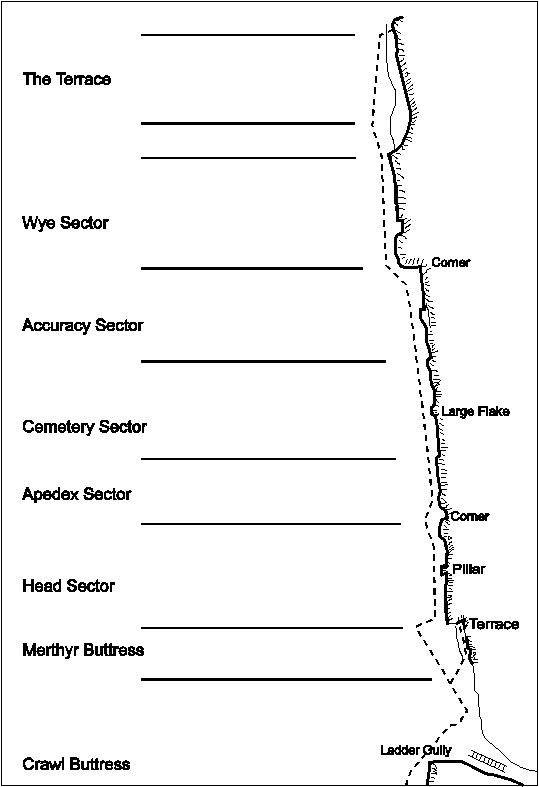 The Terrace
Wye Sector
Corner
Accuracy Sector
Large Flake
Cemetery Sector
Apedex Sector
Corner
Pillar
Head Sector
Terrace
Merthyr Buttress
Ladder Gully
Crawl Buttress